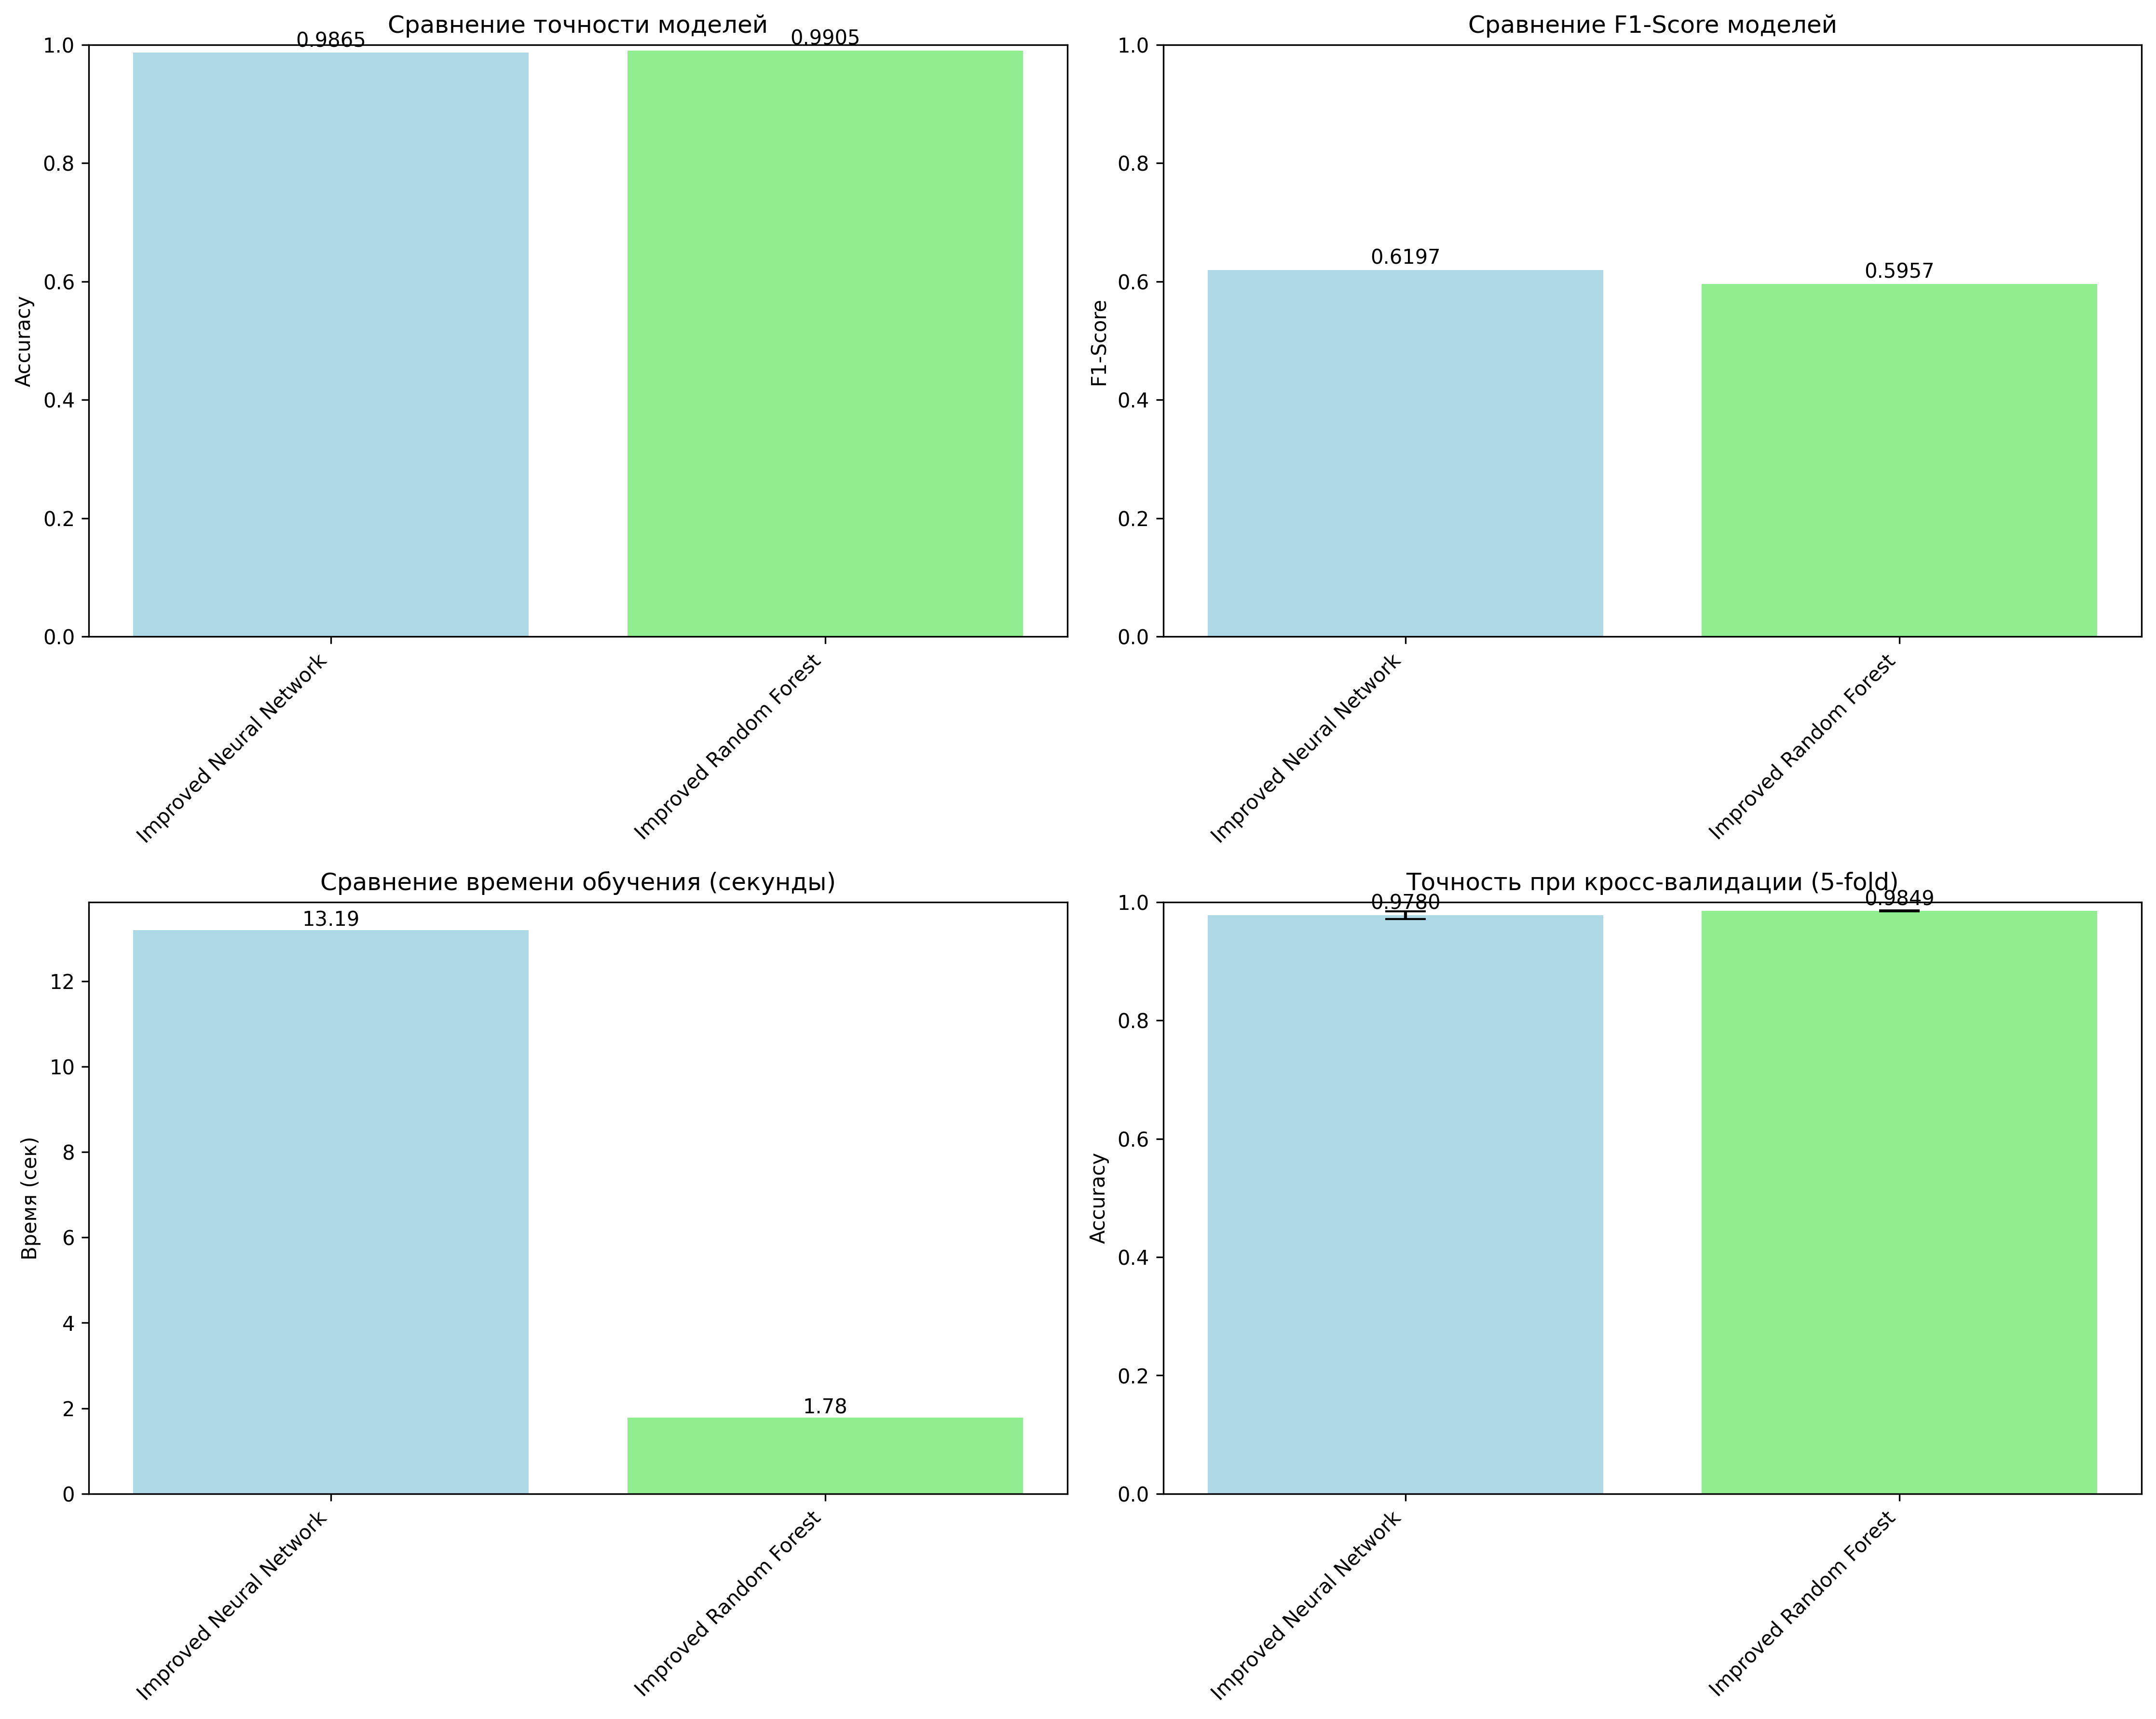 Сравнение точности моделей
0.9865
0.9905
1.0
0.8
0.6
0.4
0.2
0.0
Accuracy
Improved Neural Network
Improved Random Forest
Сравнение F1-Score моделей
0.6197
0.5957
1.0
0.8
0.6
0.4
0.2
0.0
F1-Score
Improved Neural Network
Improved Random Forest
Сравнение времени обучения (секунды)
13.19
1.78
12
10
8
6
4
2
0
Время (сек)
Improved Neural Network
Improved Random Forest
Точность при кросс-валидации (5-fold)
0.9780
0.9849
1.0
0.8
0.6
0.4
0.2
0.0
Accuracy
Improved Neural Network
Improved Random Forest